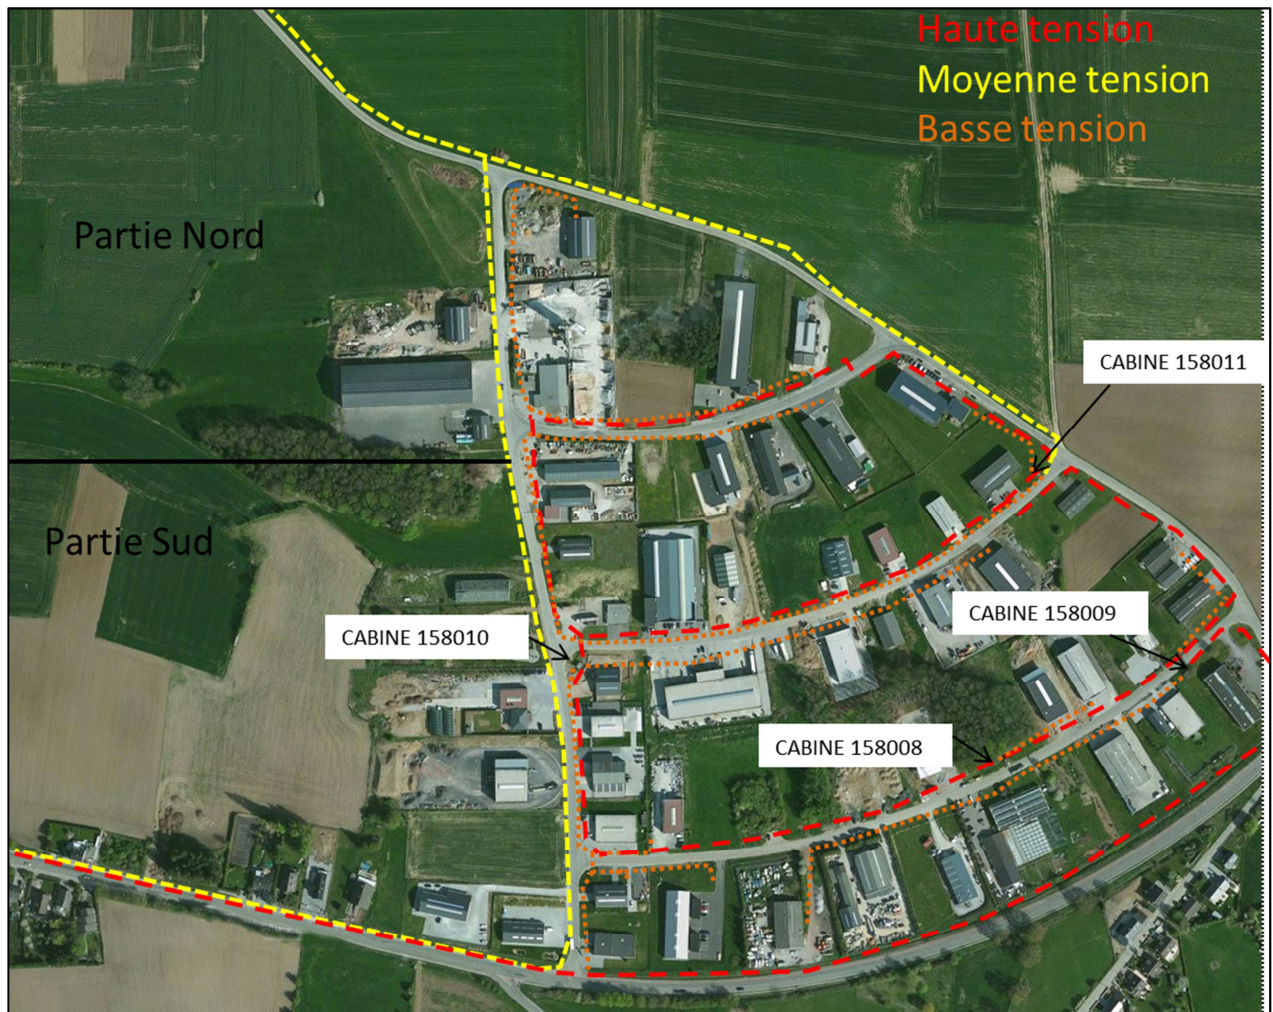 Haute tension
Moyenne tension
Basse tension
Partie Nord
CABINE 158011
Partie Sud
CABINE 158010
CABINE 158009
CABINE 158008